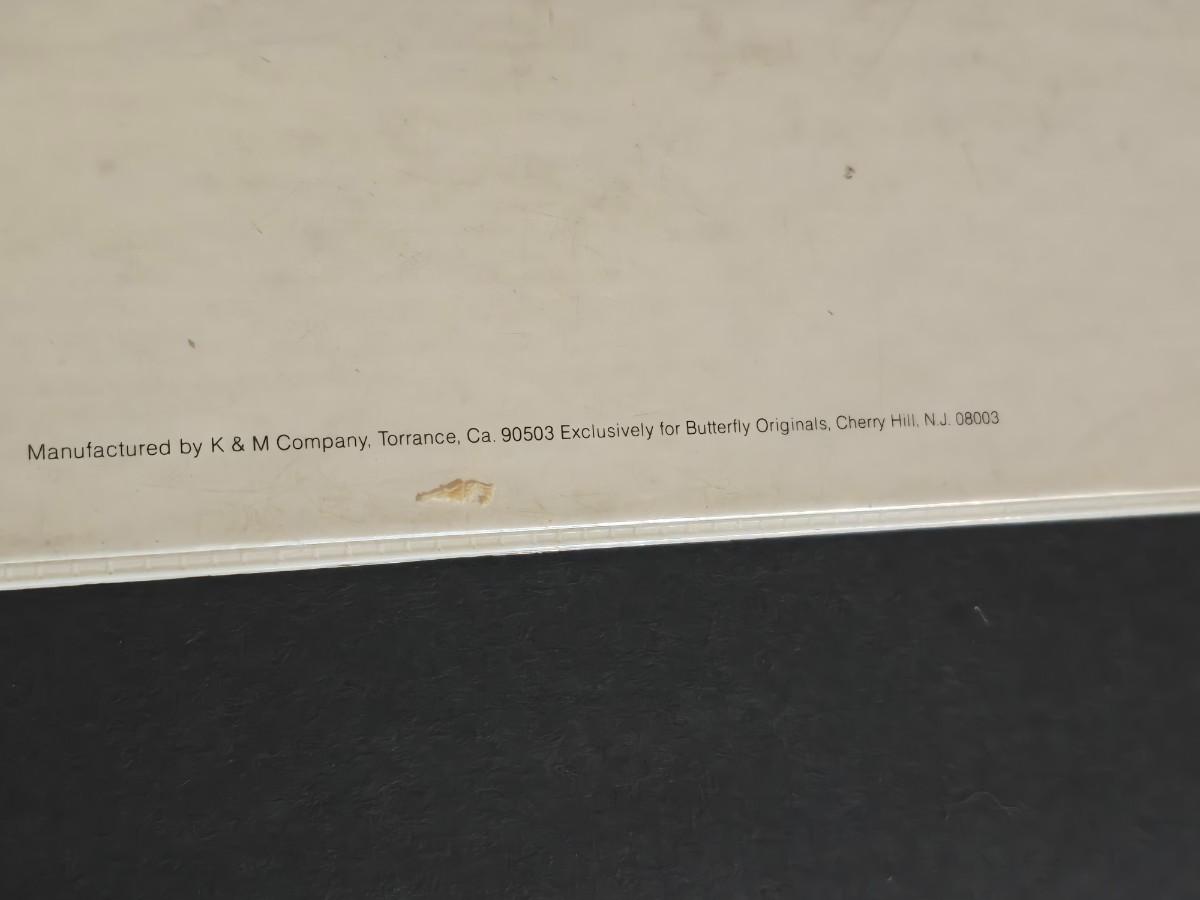 Manufactured by K & M Company, Torrance, Ca. 90503 Exclusively for Butterfly Originals, Cherry Hill, N.J. 08003